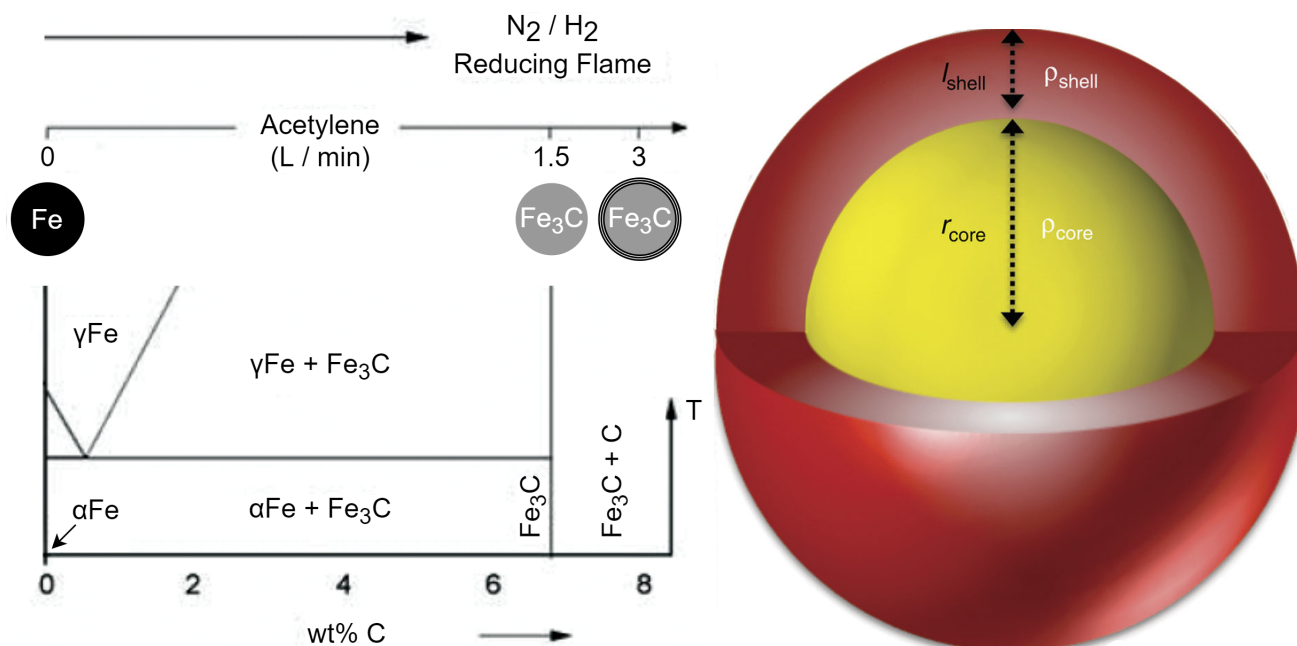 N2 / H2
Reducing Flame
Acetylene
(L / min)
0
1.5
3
Fe
Fe3C
Fe3C
γFe
γFe + Fe3C
αFe
αFe + Fe3C
Fe3C
Fe3C + C
T
0
2
4
6
8
wt% C
lshell
ρshell
rcore
ρcore